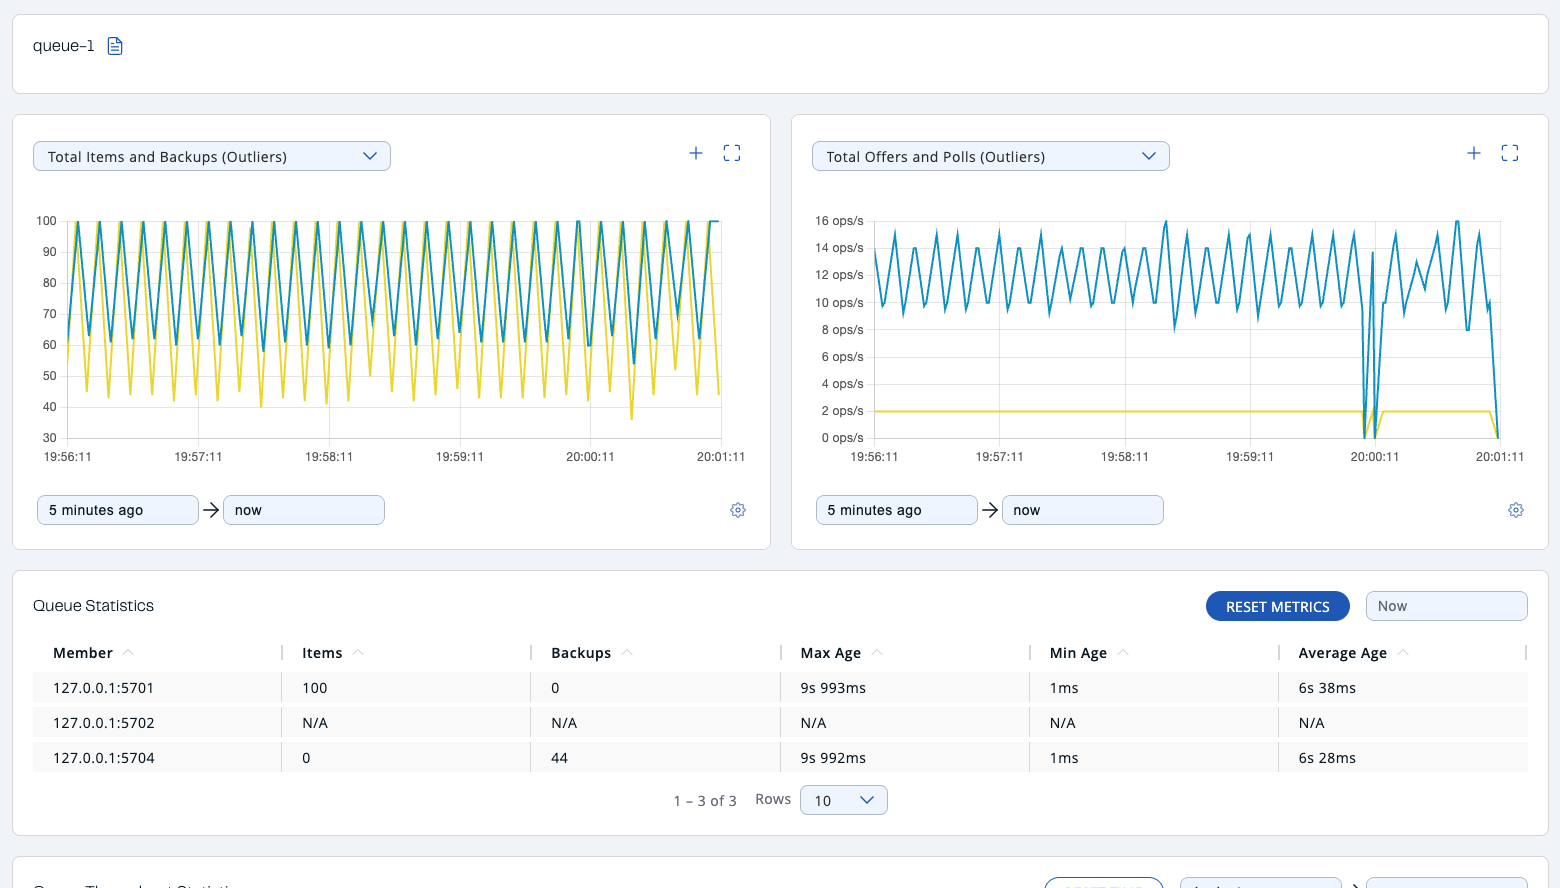 queue-1
Total Items and Backups (Outliers)
100
90
80
70
60
50
40
30
19:56:11 19:57:11 19:58:11 19:59:11 20:00:11 20:01:11
5 minutes ago now
Total Offers and Polls (Outliers)
16 ops/s
14 ops/s
12 ops/s
10 ops/s
8 ops/s
6 ops/s
4 ops/s
2 ops/s
0 ops/s
19:56:11 19:57:11 19:58:11 19:59:11 20:00:11 20:01:11
5 minutes ago now
Queue Statistics RESET METRICS Now
Member Items Backups Max Age Min Age Average Age
127.0.0.1:5701 100 0 9s 993ms 1ms 6s 38ms
127.0.0.1:5702 N/A N/A N/A N/A N/A
127.0.0.1:5704 0 44 9s 992ms 1ms 6s 28ms
1 – 3 of 3 Rows 10